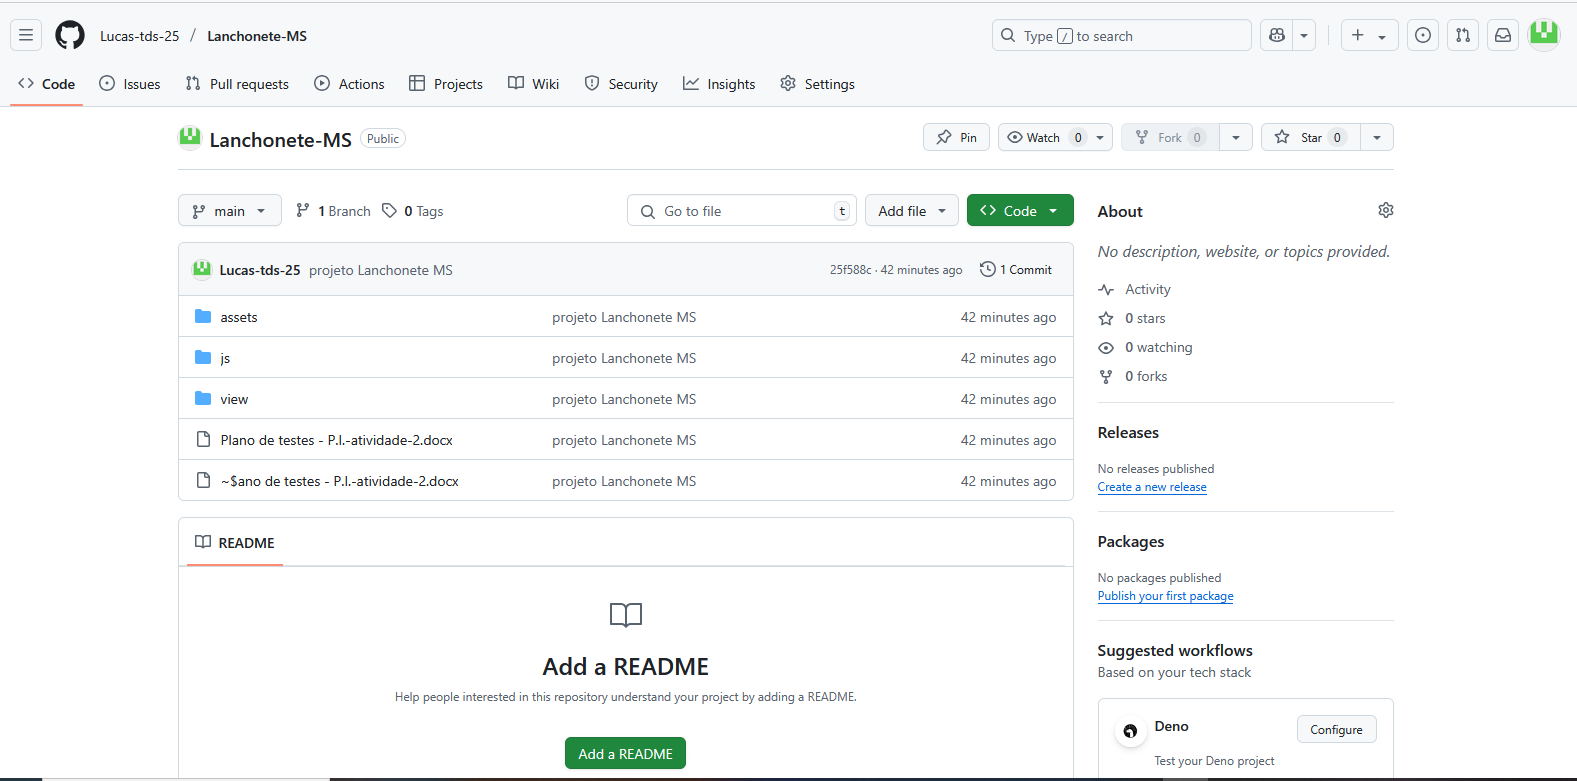 Lucas-tds-25 / Lanchonete-MS
Type / to search
Code
Issues
Pull requests
Actions
Projects
Wiki
Security
Insights
Settings
Lanchonete-MS Public
Pin
Watch 0
Fork 0
Star 0
main
1 Branch
0 Tags
Go to file t
Add file
Code
Lucas-tds-25 projeto Lanchonete MS 25f588c · 42 minutes ago 1 Commit
assets projeto Lanchonete MS 42 minutes ago
js projeto Lanchonete MS 42 minutes ago
view projeto Lanchonete MS 42 minutes ago
Plano de testes - P.I.-atividade-2.docx projeto Lanchonete MS 42 minutes ago
~$ano de testes - P.I.-atividade-2.docx projeto Lanchonete MS 42 minutes ago
README
Add a README
Help people interested in this repository understand your project by adding a README.
Add a README
About
No description, website, or topics provided.
Activity
0 stars
0 watching
0 forks
Releases
No releases published
Create a new release
Packages
No packages published
Publish your first package
Suggested workflows
Based on your tech stack
Deno
Configure
Test your Deno project